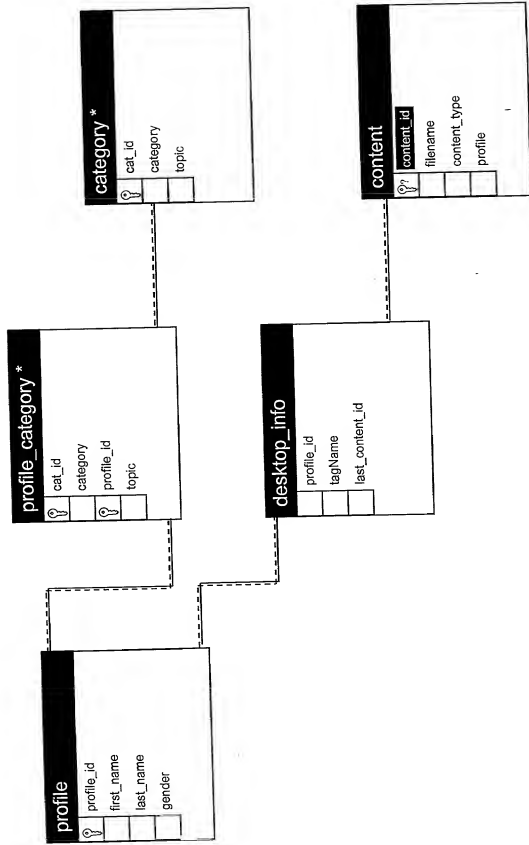 profile
profile_id
first_name
last_name
gender
profile_category *
cat_id
category
profile_id
topic
category *
cat_id
category
topic
desktop_info
profile_id
tagName
last_content_id
content
?
content_id
filename
content_type
profile